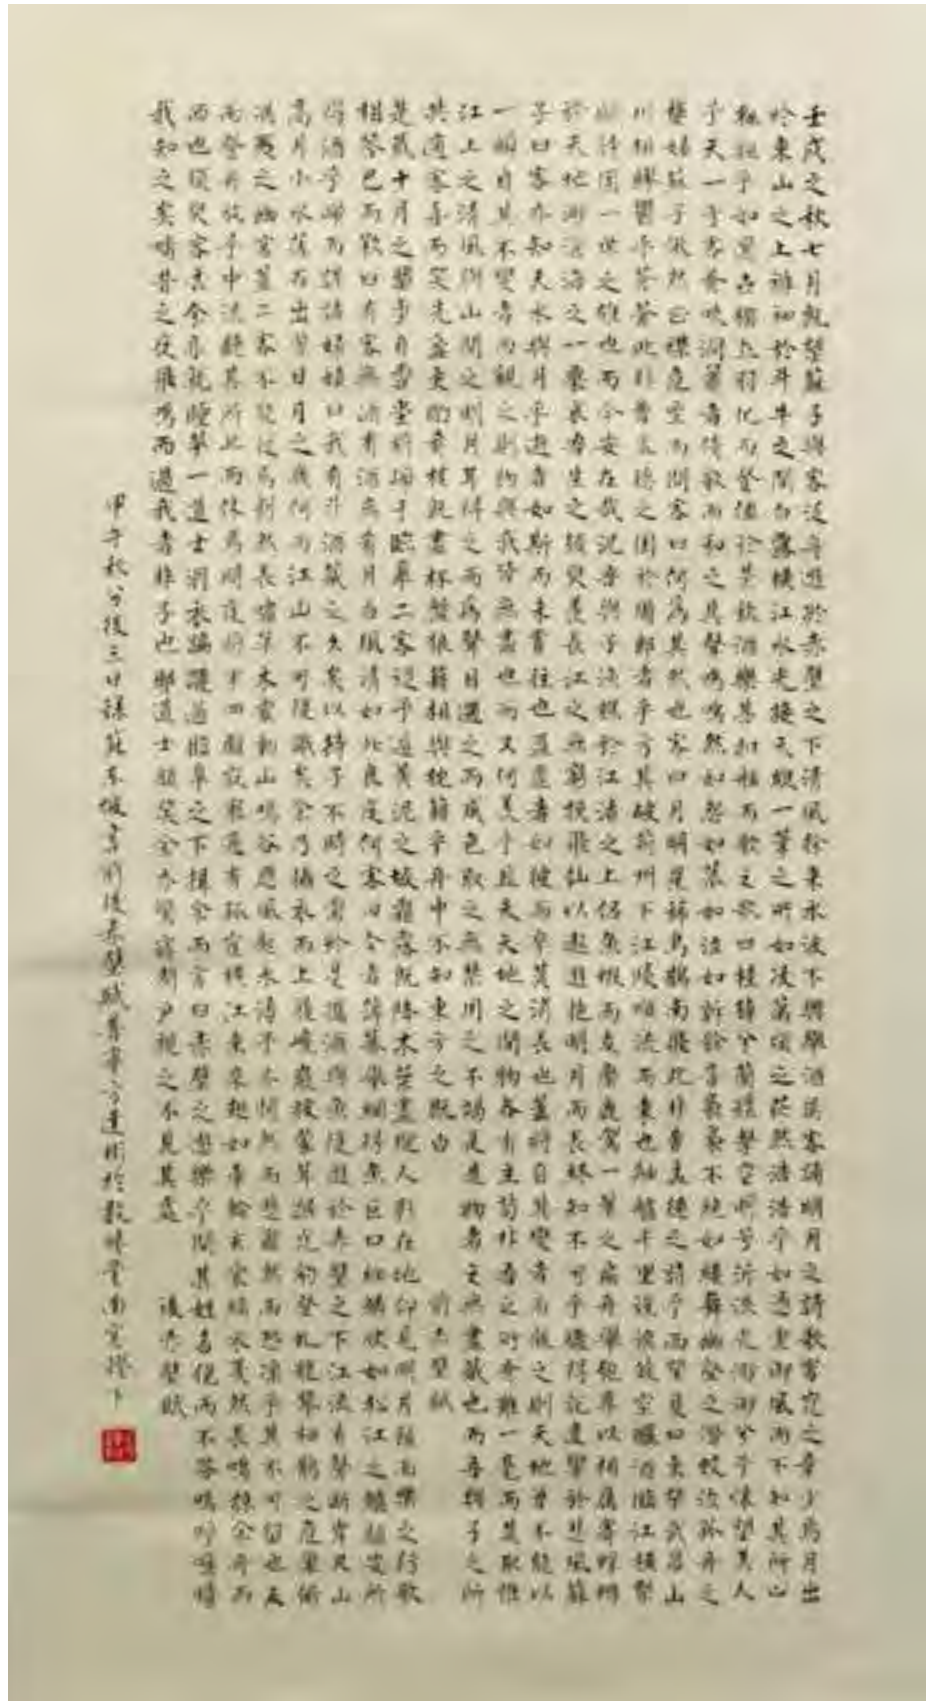 壬戌之秋七月既望蘇子與客泛舟遊於赤壁之下清風徐來水波不興舉酒属客誦明月之詩歌窈窕之章少焉月出
於東山之上徘徊於斗牛之間白露橫江水光接天縱一葦之所如凌萬頃之茫然浩浩乎如憑虛御風而不知其所止
飄飄乎如遺世獨立羽化而登僊於是飲酒樂甚扣舷而歌之歌曰桂棹兮蘭槳擊空明兮泝流光渺渺兮予懷望美人
兮天一方客有吹洞簫者倚歌而和之其聲嗚嗚然如怨如慕如泣如訴餘音裊裊不絕如縷舞幽壑之潛蛟泣孤舟之
嫠婦蘇子愀然正襟危坐而問客曰何為其然也客曰月明星稀烏鵲南飛此非曹孟德之詩乎西望夏口東望武昌山
川相繆鬱乎蒼蒼此非曹孟德之困於周郎者乎方其破荊州下江陵順流而東也舳艫千里旌旗蔽空釃酒臨江橫槊
賦詩固一世之雄也而今安在哉況吾與子漁樵於江渚之上侶魚蝦而友麋鹿駕一葉之扁舟舉匏尊以相屬寄蜉蝣
於天地渺滄海之一粟哀吾生之須臾羨長江之無窮挾飛仙以遨遊抱明月而長終知不可乎驟得託遺響於悲風蘇
子曰客亦知夫水與月乎逝者如斯而未嘗往也盈虛者如彼而卒莫消長也蓋將自其變者而觀之則天地曾不能以
一瞬自其不變者而觀之則物與我皆無盡也而又何羨乎且夫天地之間物各有主苟非吾之所有雖一毫而莫取惟
江上之清風與山間之明月耳得之而為聲目遇之而成色取之無禁用之不竭是造物者之無盡藏也而吾與子之所
共適客喜而笑洗盞更酌肴核既盡杯盤狼籍相與枕籍乎舟中不知東方之既白 前赤壁賦
是歲十月之望步自雪堂將歸于臨皋二客從予過黃泥之坂霜露既降木葉盡脫人影在地仰見明月顧而樂之行歌
相答已而歎曰有客無酒有酒無肴月白風清如此良夜何客曰今者薄暮舉網得魚巨口細鱗狀如松江之鱸顧安所
得酒乎歸而謀諸婦婦曰我有斗酒藏之久矣以待子不時之需於是攜酒與魚復遊於赤壁之下江流有聲斷岸尺山
高月小水落石出曾日月之幾何而江山不可復識矣余乃攝衣而上履巉巖披蒙茸踞虎豹登虬龍攀栖鶻之危巢俯
馮夷之幽宮蓋二客不能從焉劃然長嘯草木震動山鳴谷應風起水涌予亦悄然而悲肅然而恐凜乎其不可留也反
而登舟放乎中流聽其所止而休焉時夜將半四顧寂寥適有孤鶴橫江東來翅如車輪玄裳縞衣戛然長鳴掠余舟而
西也須臾客去余亦就睡夢一道士羽衣蹁躚過臨皋之下揖余而言曰赤壁之遊樂乎問其姓名俛而不答嗚呼噫嘻
我知之矣疇昔之夜飛鳴而過我者非子也耶道士顧笑余亦驚寤開戶視之不見其處 後赤壁賦
甲午秋分後三日錄蘇東坡前後赤壁賦